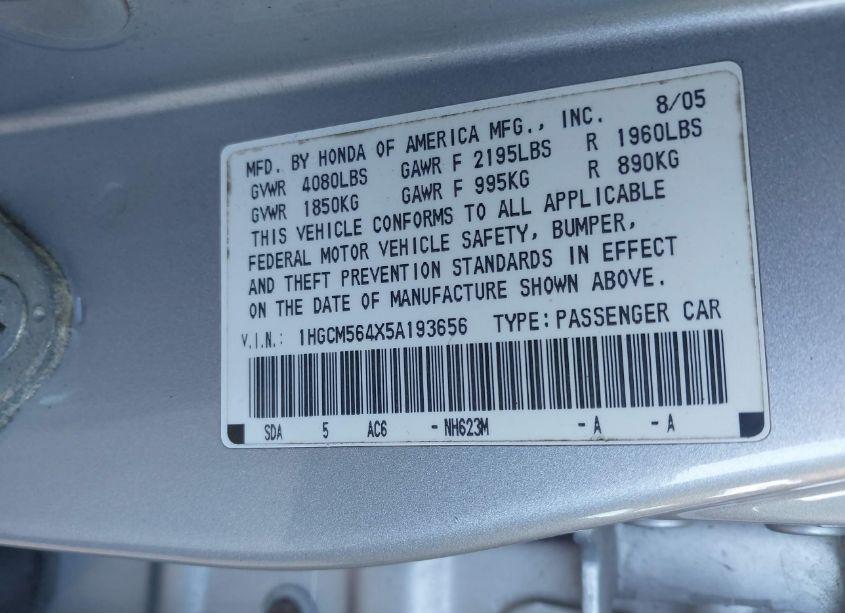 MFD. BY HONDA OF AMERICA MFG., INC. 8/05
GVWR 4080LBS GAWR F 2195LBS R 1960LBS
GVWR 1850KG GAWR F 995KG R 890KG
THIS VEHICLE CONFORMS TO ALL APPLICABLE
FEDERAL MOTOR VEHICLE SAFETY, BUMPER,
AND THEFT PREVENTION STANDARDS IN EFFECT
ON THE DATE OF MANUFACTURE SHOWN ABOVE.
V.I.N.: 1HGCM564X5A193656 TYPE:PASSENGER CAR
SDA 5 AC6 -NH623M -A -A